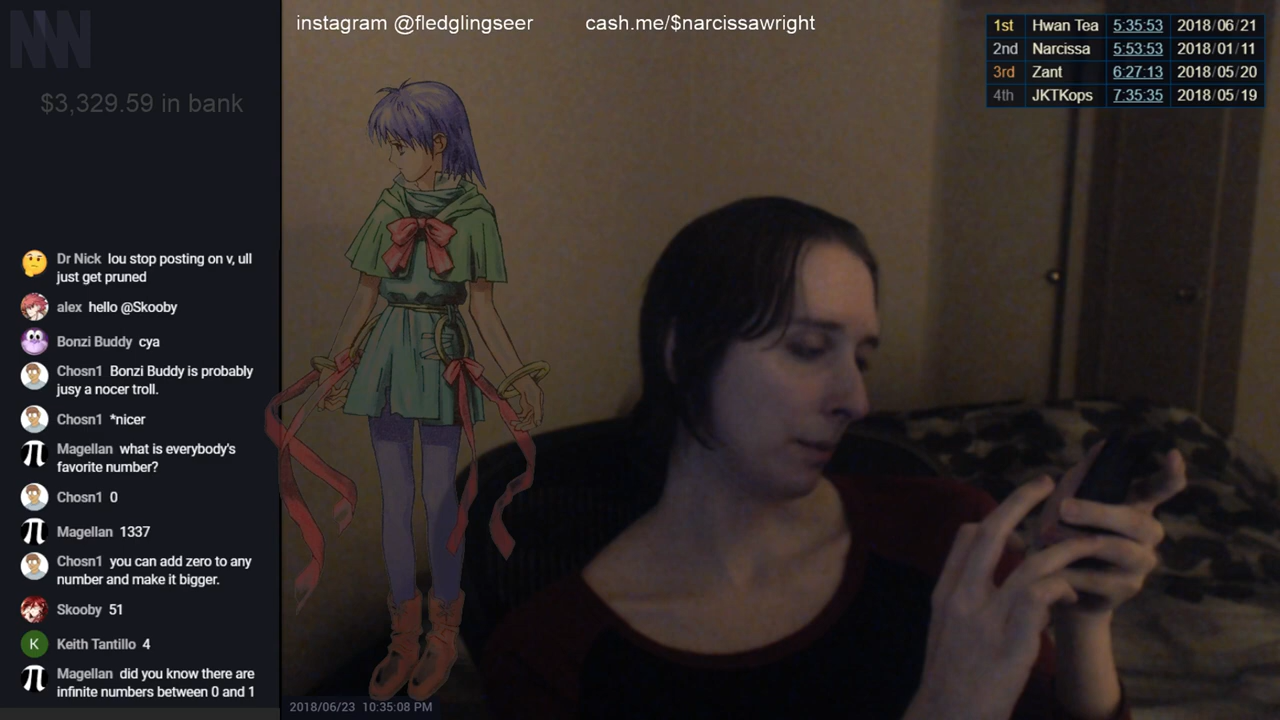 instagram @fledglingseer
cash.me/$narcissawright
1st Hwan Tea 5:35:53 2018/06/21
2nd Narcissa 5:53:53 2018/01/11
3rd Zant 6:27:13 2018/05/20
4th JKTKops 7:35:35 2018/05/19
$3,329.59 in bank
Dr Nick lou stop posting on v, ull
just get pruned
alex hello @Skooby
Bonzi Buddy cya
Chosn1 Bonzi Buddy is probably
jusy a nocer troll.
Chosn1 *nicer
Magellan what is everybody's
favorite number?
Chosn1 0
Magellan 1337
Chosn1 you can add zero to any
number and make it bigger.
Skooby 51
K Keith Tantillo 4
Magellan did you know there are
infinite numbers between 0 and 1
2018/06/23 10:35:08 PM